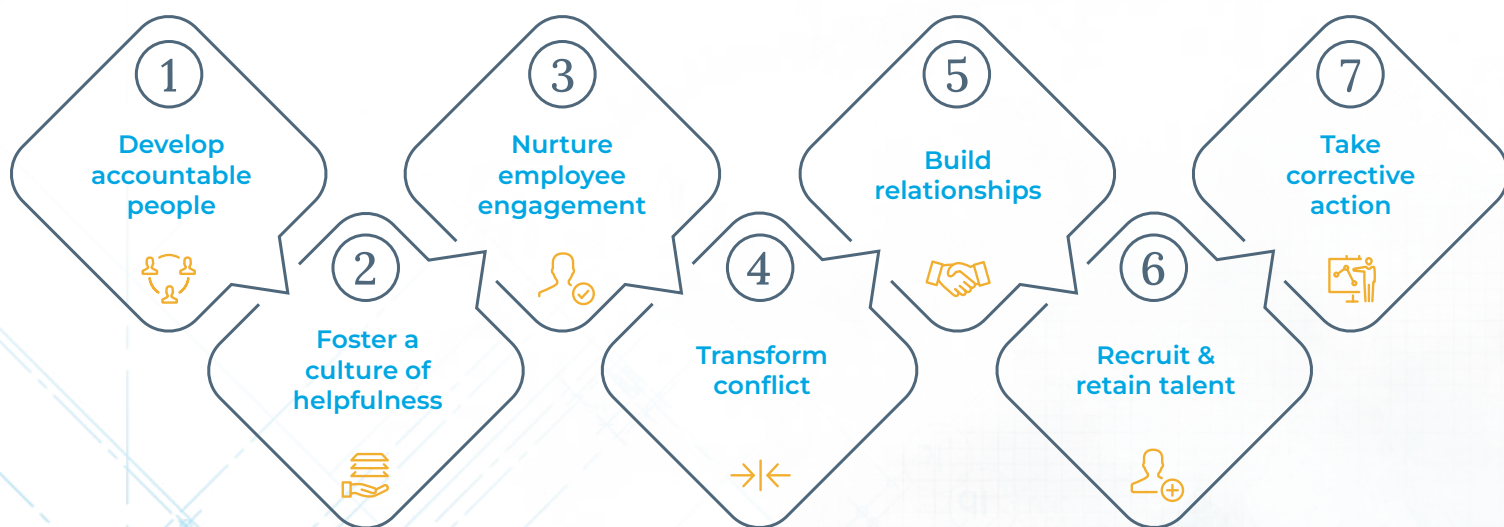 1
Develop
accountable
people
2
Foster a
culture of
helpfulness
3
Nurture
employee
engagement
4
Transform
conflict
5
Build
relationships
6
Recruit &
retain talent
7
Take
corrective
action